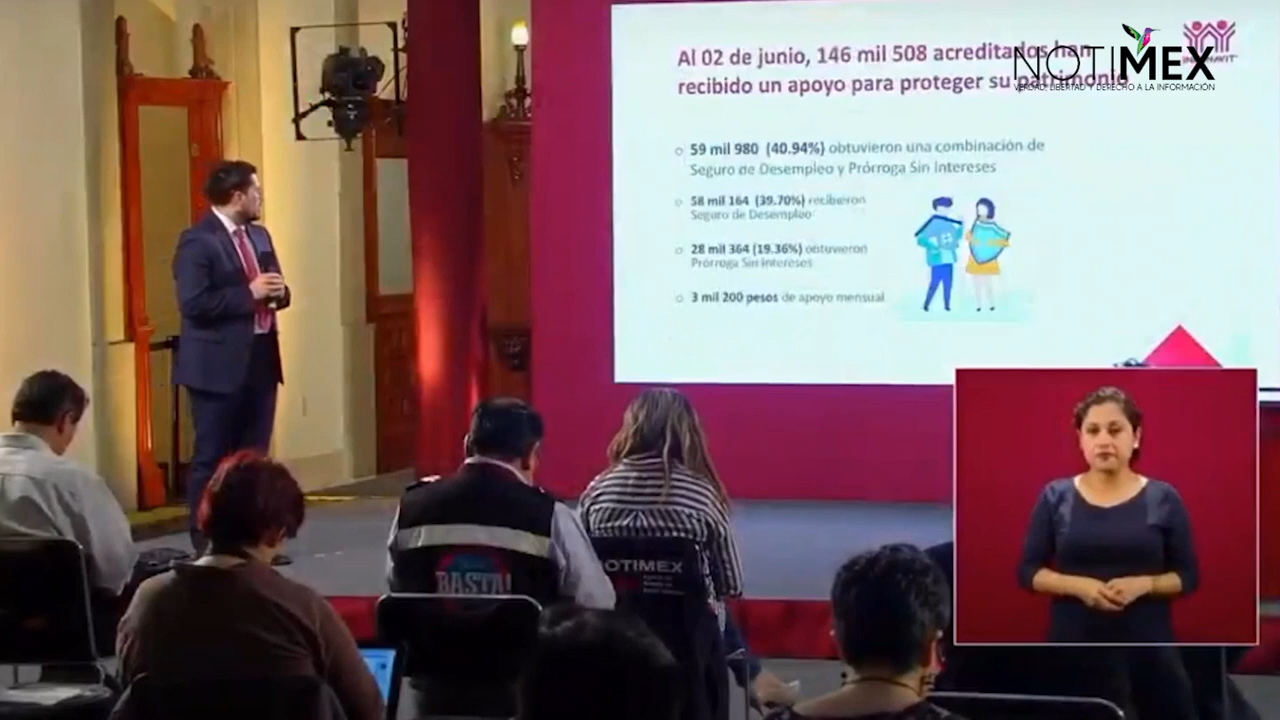 Al 02 de junio, 146 mil 508 acreditados han
recibido un apoyo para proteger su patrimonio
NOTIMEX
VERDAD, LIBERTAD Y DERECHO A LA INFORMACIÓN
59 mil 980 (40.94%) obtuvieron una combinación de
Seguro de Desempleo y Prórroga Sin Intereses
58 mil 164 (39.70%) recibieron
Seguro de Desempleo
28 mil 364 (19.36%) obtuvieron
Prórroga Sin Intereses
3 mil 200 pesos de apoyo mensual
BASTA!
OTIMEX